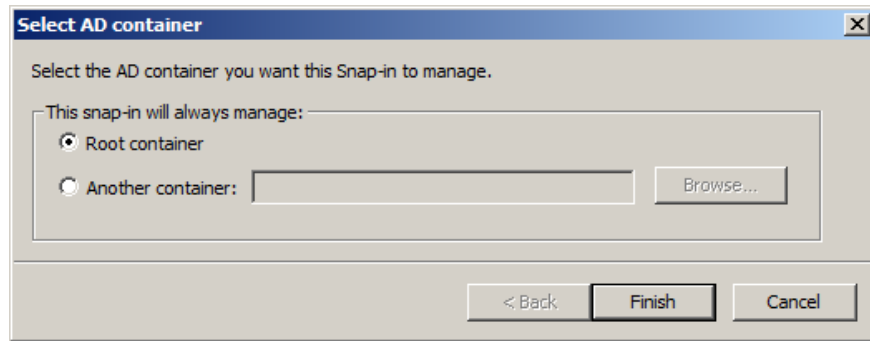 Select AD container
Select the AD container you want this Snap-in to manage.
This snap-in will always manage:
Root container
Another container:
Browse...
< Back
Finish
Cancel